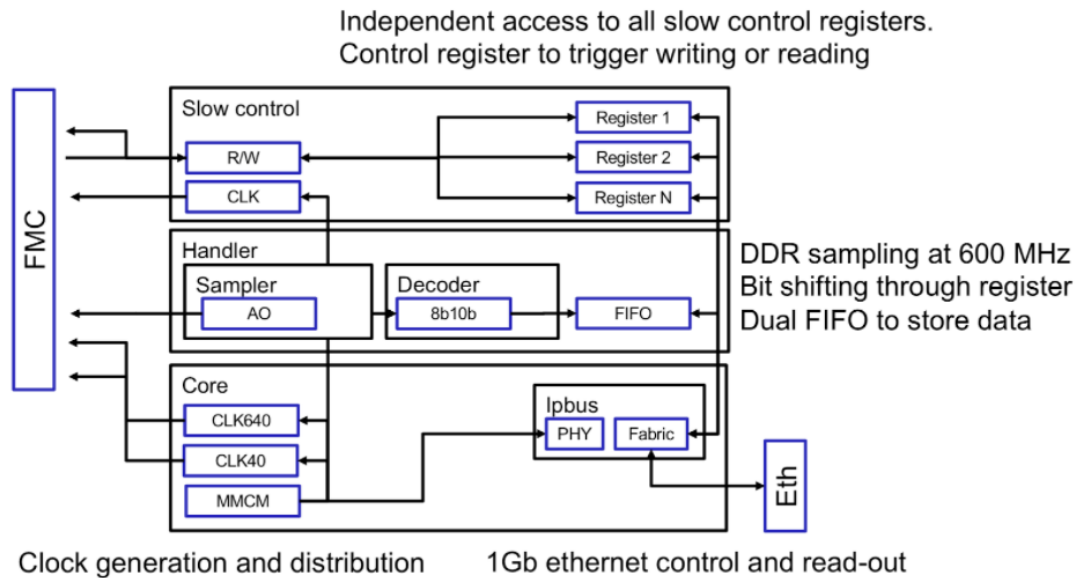 Independent access to all slow control registers.
Control register to trigger writing or reading
Slow control
Register 1
R/W
Register 2
CLK
Register N
FMC
Handler
Sampler
Decoder
AO
8b10b
FIFO
DDR sampling at 600 MHz
Bit shifting through register
Dual FIFO to store data
Core
Ipbus
CLK640
PHY
Fabric
CLK40
MMCM
Eth
Clock generation and distribution
1Gb ethernet control and read-out